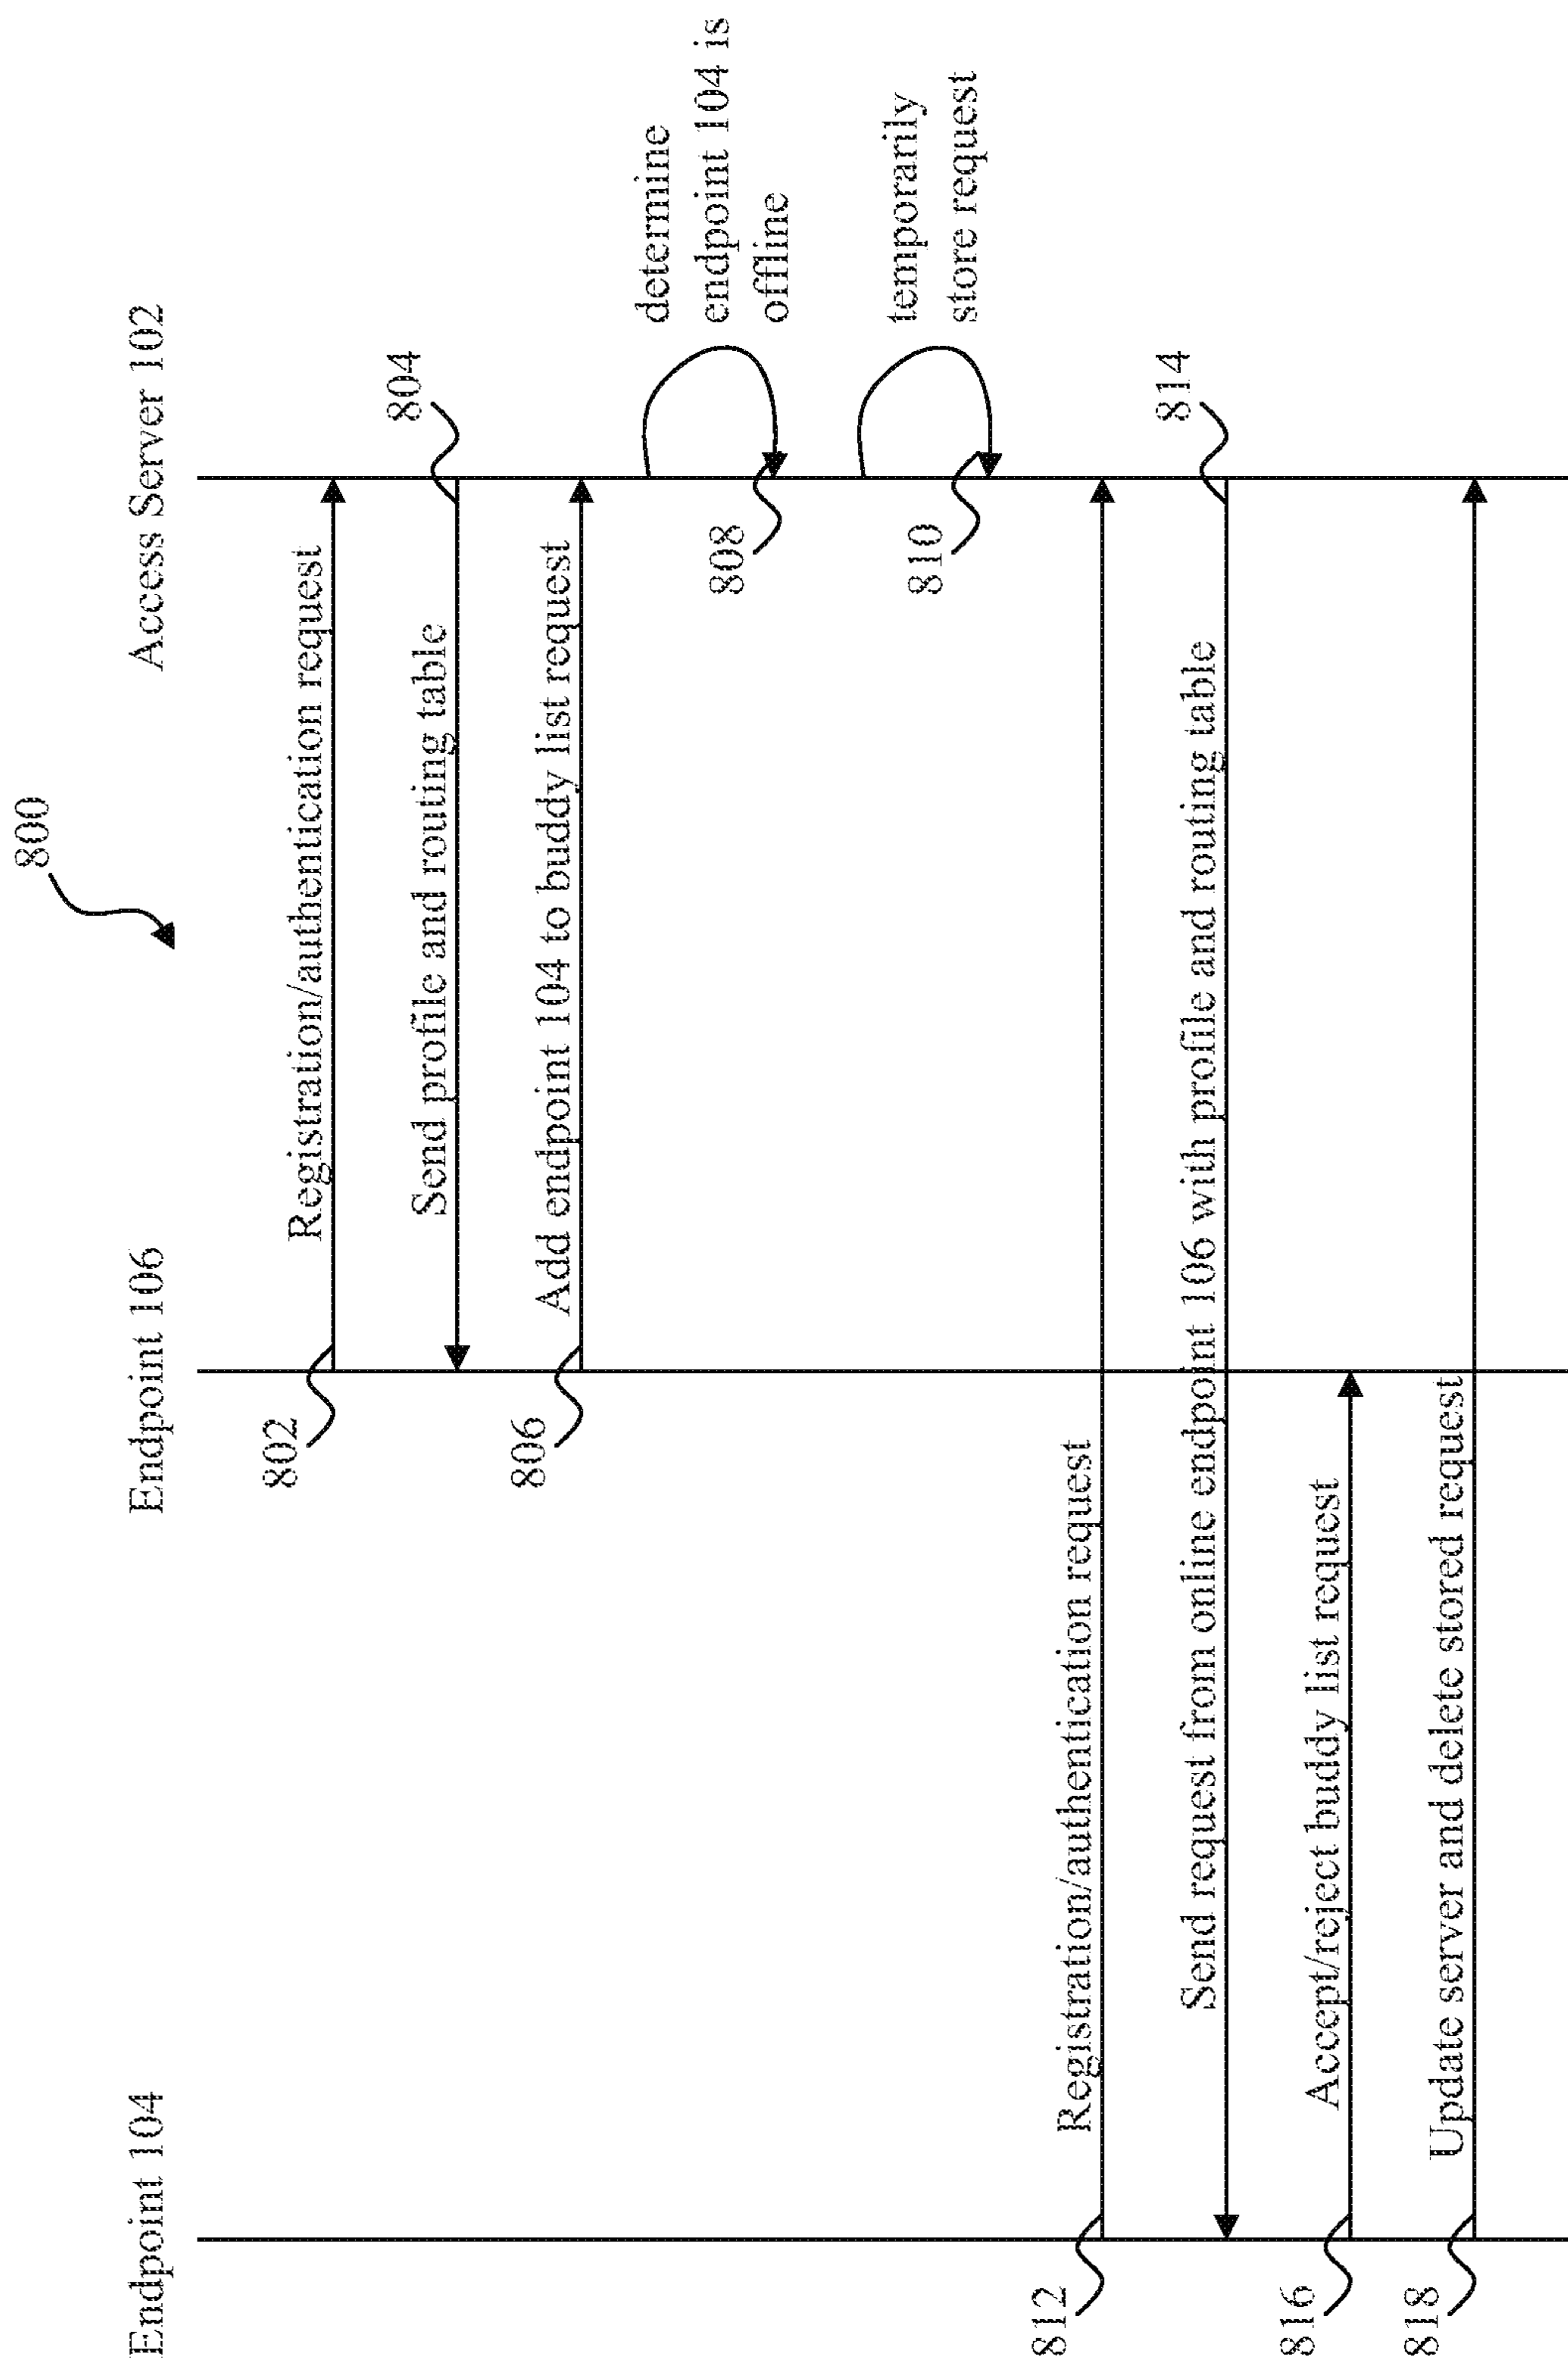 800
Endpoint 104
Endpoint 106
Access Server 102
802
Registration/authentication request
804
Send profile and routing table
806
Add endpoint 104 to buddy list request
determine
endpoint 104 is
offline
808
temporarily
store request
810
812
Registration/authentication request
814
Send request from online endpoint 106 with profile and routing table
816
Accept/reject buddy list request
818
Update server and delete stored request